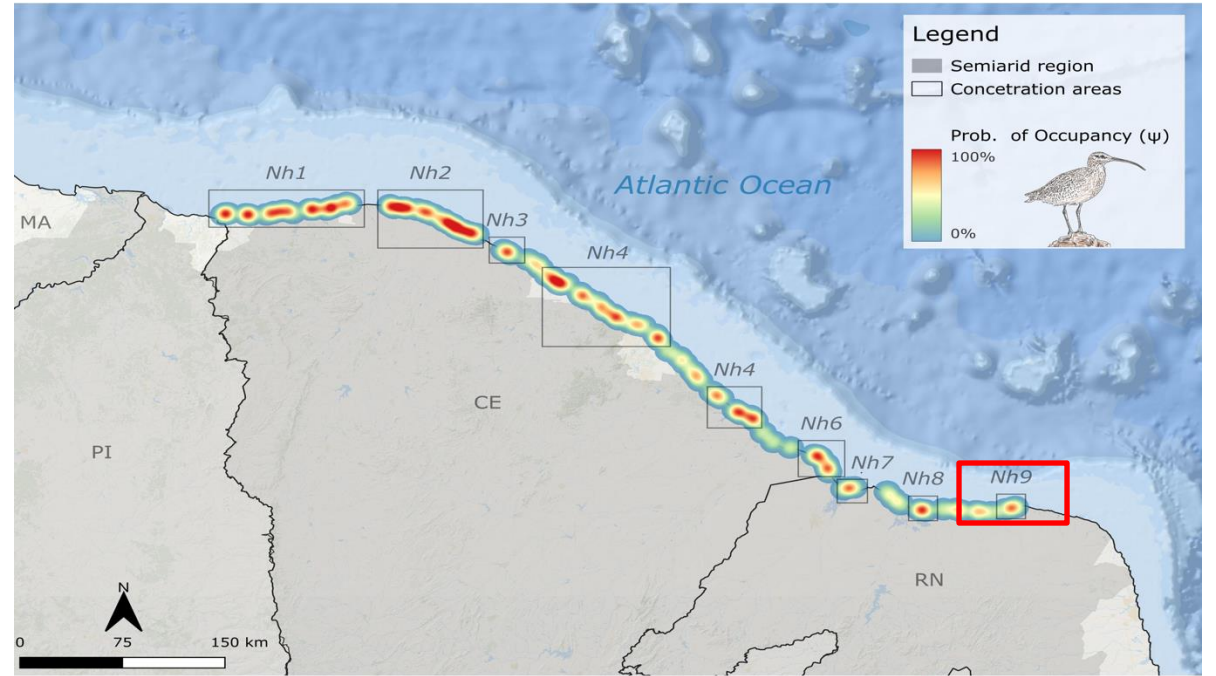 Legend
Semiarid region
Concetration areas
Prob. of Occupancy (ψ)
100%
0%
Nh1
Nh2
Atlantic Ocean
Nh3
MA
Nh4
Nh4
CE
Nh6
PI
Nh7
Nh8
Nh9
RN
N
0 75 150 km